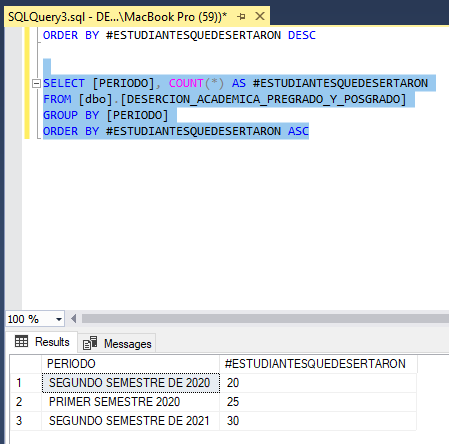 SQLQuery3.sql - DE...\MacBook Pro (59))*
ORDER BY #ESTUDIANTESQUEDESERTARON DESC
SELECT [PERIODO], COUNT(*) AS #ESTUDIANTESQUEDESERTARON
FROM [dbo].[DESERCION_ACADEMICA_PREGRADO_Y_POSGRADO]
GROUP BY [PERIODO]
ORDER BY #ESTUDIANTESQUEDESERTARON ASC
100 %
Results Messages
PERIODO #ESTUDIANTESQUEDESERTARON
1 SEGUNDO SEMESTRE DE 2020 20
2 PRIMER SEMESTRE 2020 25
3 SEGUNDO SEMESTRE DE 2021 30